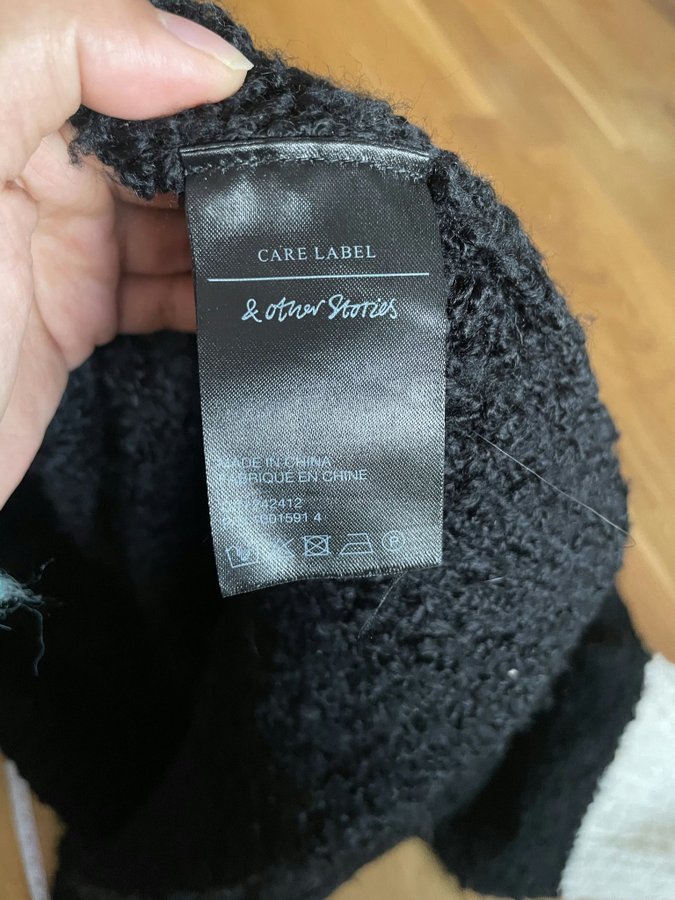 CARE LABEL
& other Stories
MADE IN CHINA
FABRIQUE EN CHINE